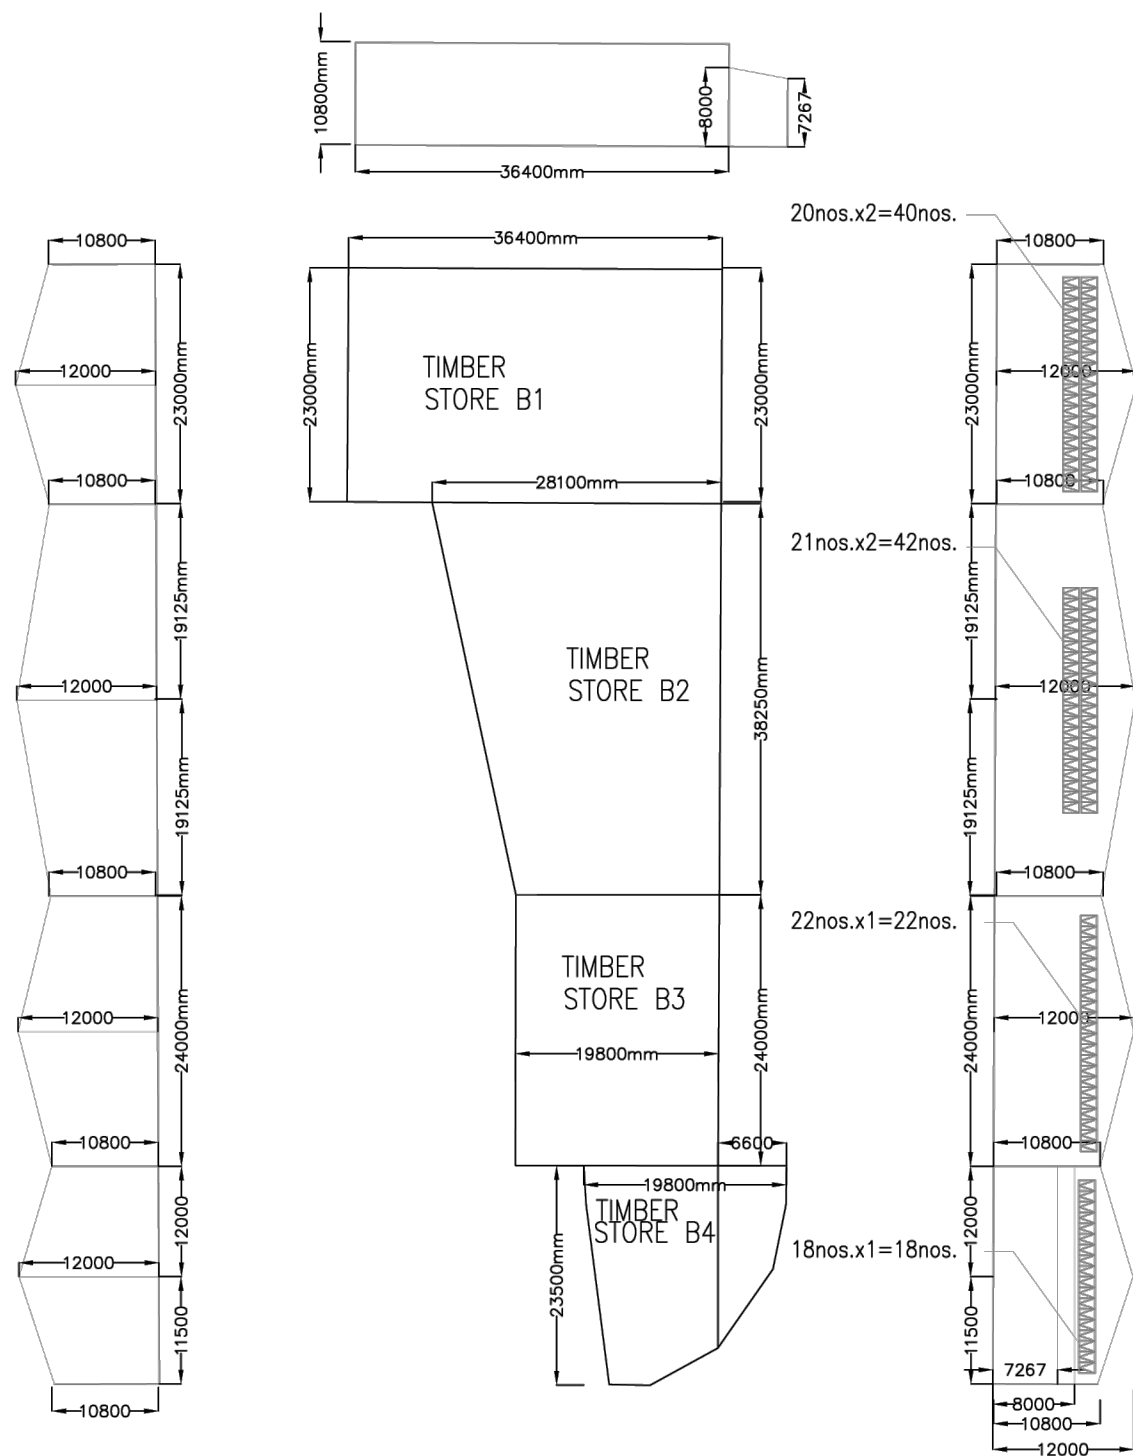 10800mm
8000
7267
36400mm
20nos.x2=40nos.
10800
36400mm
10800
12000
23000mm
23000mm
TIMBER
STORE B1
23000mm
23000mm
12000
10800
28100mm
10800
21nos.x2=42nos.
19125mm
19125mm
12000
TIMBER
STORE B2
38250mm
12000
19125mm
19125mm
10800
10800
22nos.x1=22nos.
TIMBER
STORE B3
12000
24000mm
19800mm
24000mm
24000mm
12000
10800
6600
10800
19800mm
TIMBER
STORE B4
12000
12000
12000
18nos.x1=18nos.
23500mm
11500
11500
7267
10800
8000
10800
12000